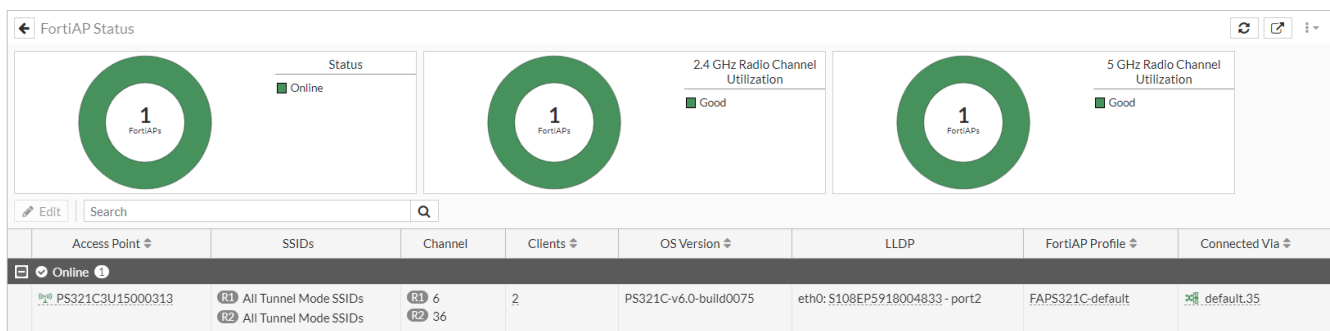 FortiAP Status
Status
Online
1
FortiAPs
2.4 GHz Radio Channel
Utilization
Good
1
FortiAPs
5 GHz Radio Channel
Utilization
Good
1
FortiAPs
Edit Search
Access Point SSIDs Channel Clients OS Version LLDP FortiAP Profile Connected Via
Online 1
PS321C3U15000313 R1 All Tunnel Mode SSIDs R1 6 2 PS321C-v6.0-build0075 eth0: S108EP5918004833 - port2 FAPS321C-default default.35
R2 All Tunnel Mode SSIDs R2 36